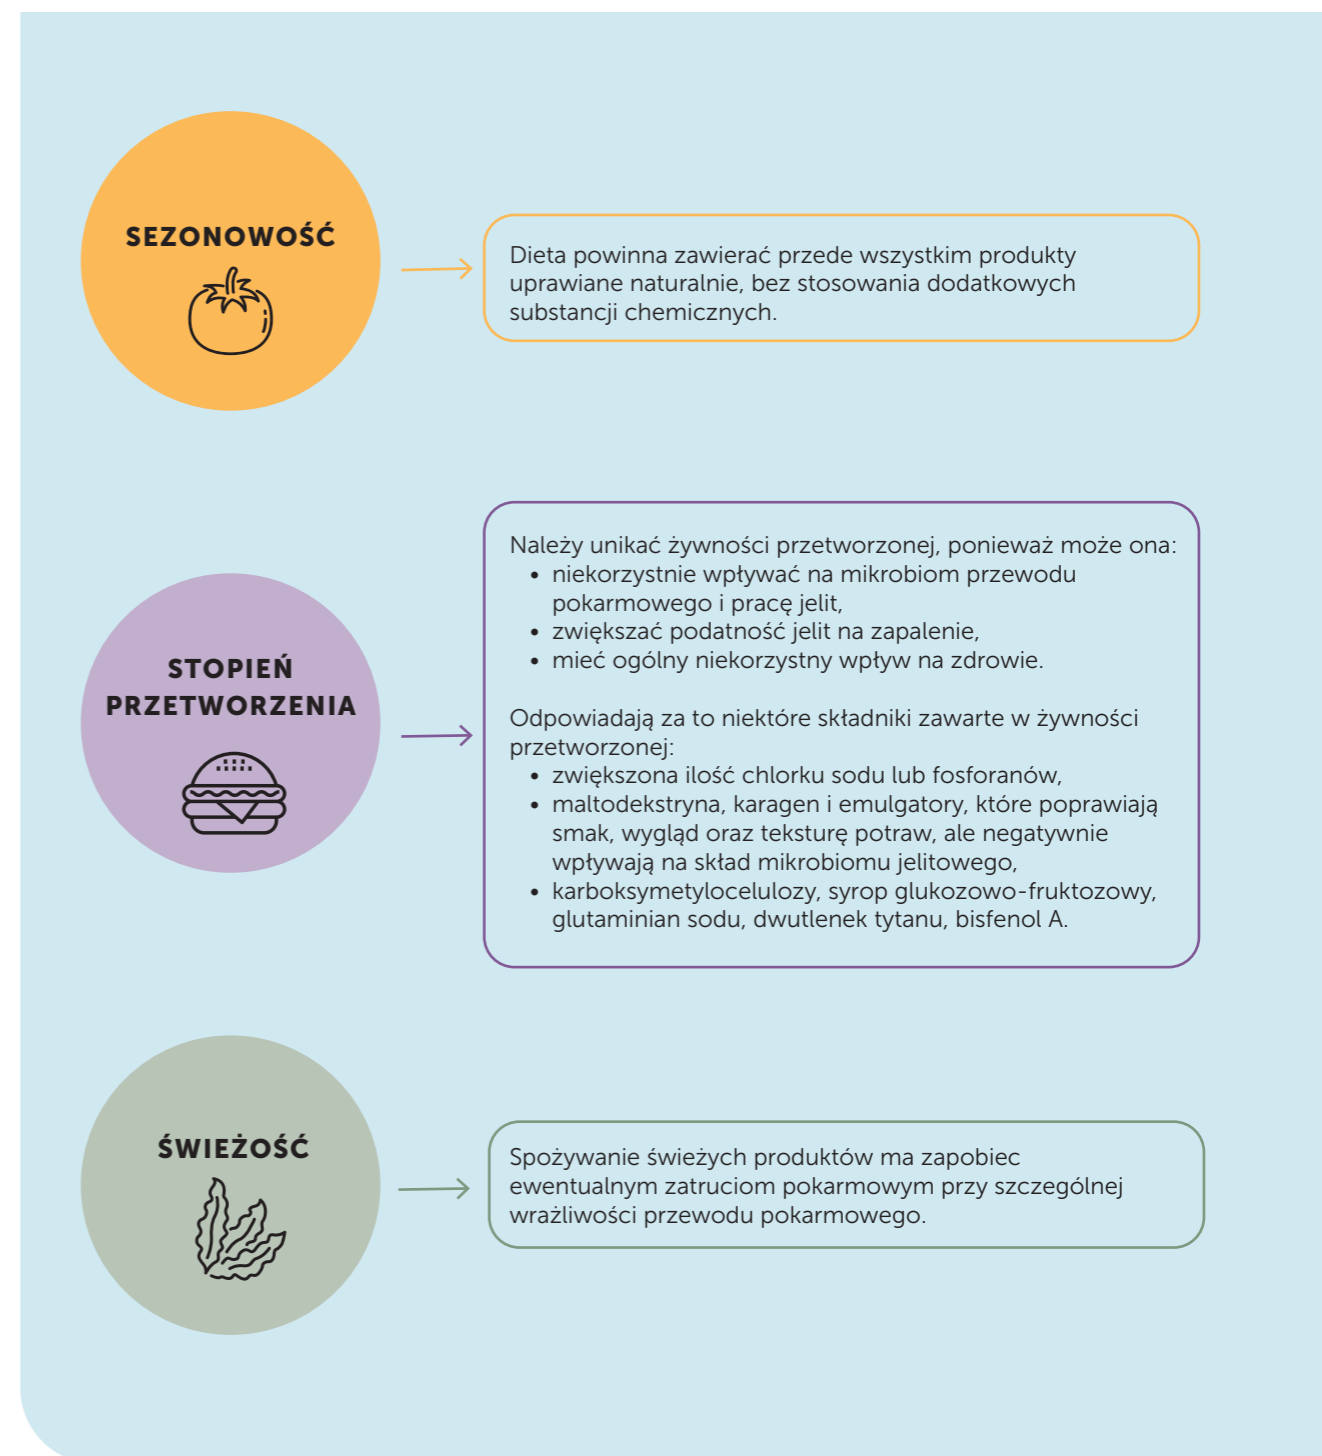 SEZONOWOŚĆ
Dieta powinna zawierać przede wszystkim produkty
uprawiane naturalnie, bez stosowania dodatkowych
substancji chemicznych.
STOPIEŃ
PRZETWORZENIA
Należy unikać żywności przetworzonej, ponieważ może ona:
• niekorzystnie wpływać na mikrobiom przewodu
pokarmowego i pracę jelit,
• zwiększać podatność jelit na zapalenie,
• mieć ogólny niekorzystny wpływ na zdrowie.
Odpowiadają za to niektóre składniki zawarte w żywności
przetworzonej:
• zwiększona ilość chlorku sodu lub fosforanów,
• maltodekstryna, karagen i emulgatory, które poprawiają
smak, wygląd oraz teksturę potraw, ale negatywnie
wpływają na skład mikrobiomu jelitowego,
• karboksymetylocelulozy, syrop glukozowo-fruktozowy,
glutaminian sodu, dwutlenek tytanu, bisfenol A.
ŚWIEŻOŚĆ
Spożywanie świeżych produktów ma zapobiec
ewentualnym zatruciom pokarmowym przy szczególnej
wrażliwości przewodu pokarmowego.